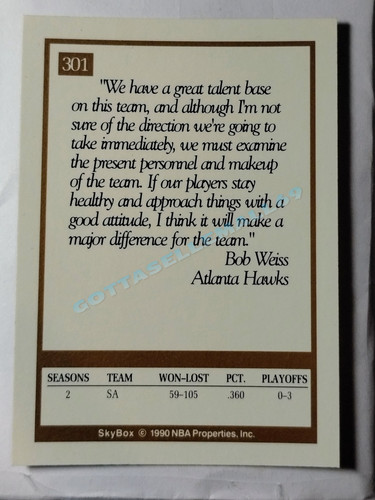 301
"We have a great talent base
on this team, and although I'm not
sure of the direction we're going to
take immediately, we must examine
the present personnel and makeup
of the team. If our players stay
healthy and approach things with a
good attitude, I think it will make a
major difference for the team."
Bob Weiss
Atlanta Hawks
SEASONS TEAM WON-LOST PCT. PLAYOFFS
2 SA 59-105 .360 0-3
SkyBox © 1990 NBA Properties, Inc.